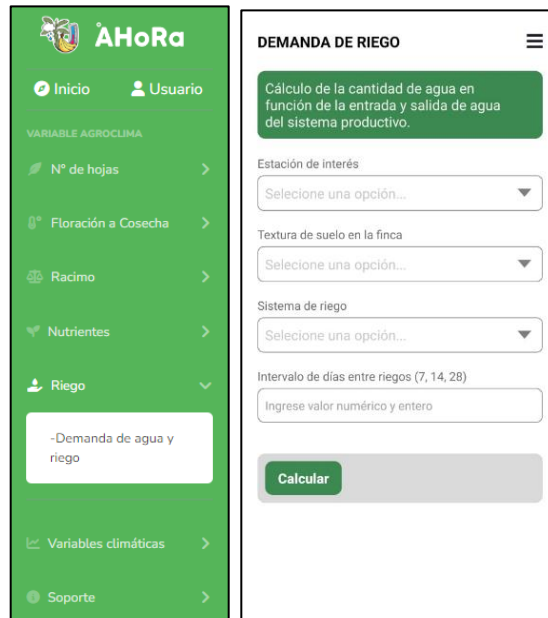 ÅHoRa
Inicio Usuario
VARIABLE AGROCLIMA
N° de hojas
Floración a Cosecha
Racimo
Nutrientes
Riego
-Demanda de agua y
riego
Variables climáticas
Soporte
DEMANDA DE RIEGO
Cálculo de la cantidad de agua en
función de la entrada y salida de agua
del sistema productivo.
Estación de interés
Selecione una opción...
Textura de suelo en la finca
Selecione una opción...
Sistema de riego
Selecione una opción...
Intervalo de días entre riegos (7, 14, 28)
Ingrese valor numérico y entero
Calcular